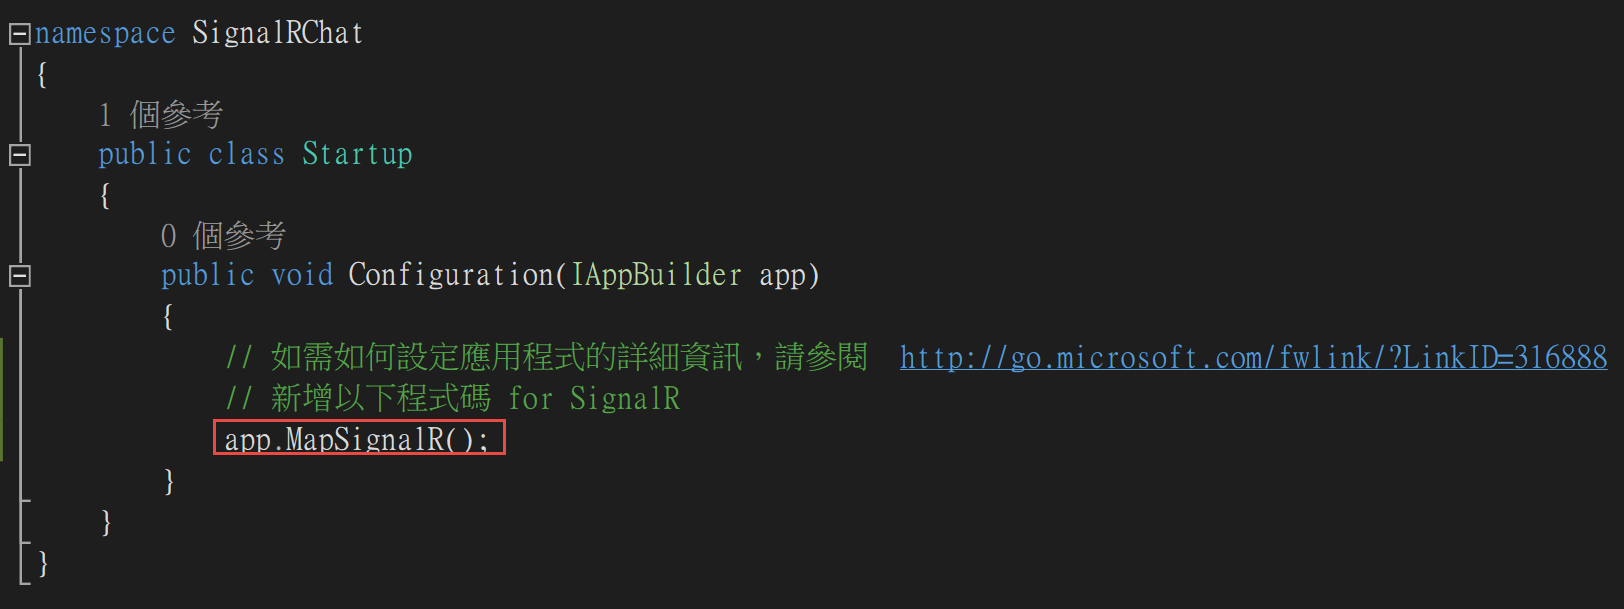 namespace SignalRChat
{
1 個參考
public class Startup
{
0 個參考
public void Configuration(IAppBuilder app)
{
// 如需如何設定應用程式的詳細資訊，請參閱 http://go.microsoft.com/fwlink/?LinkID=316888
// 新增以下程式碼 for SignalR
app.MapSignalR();
}
}
}